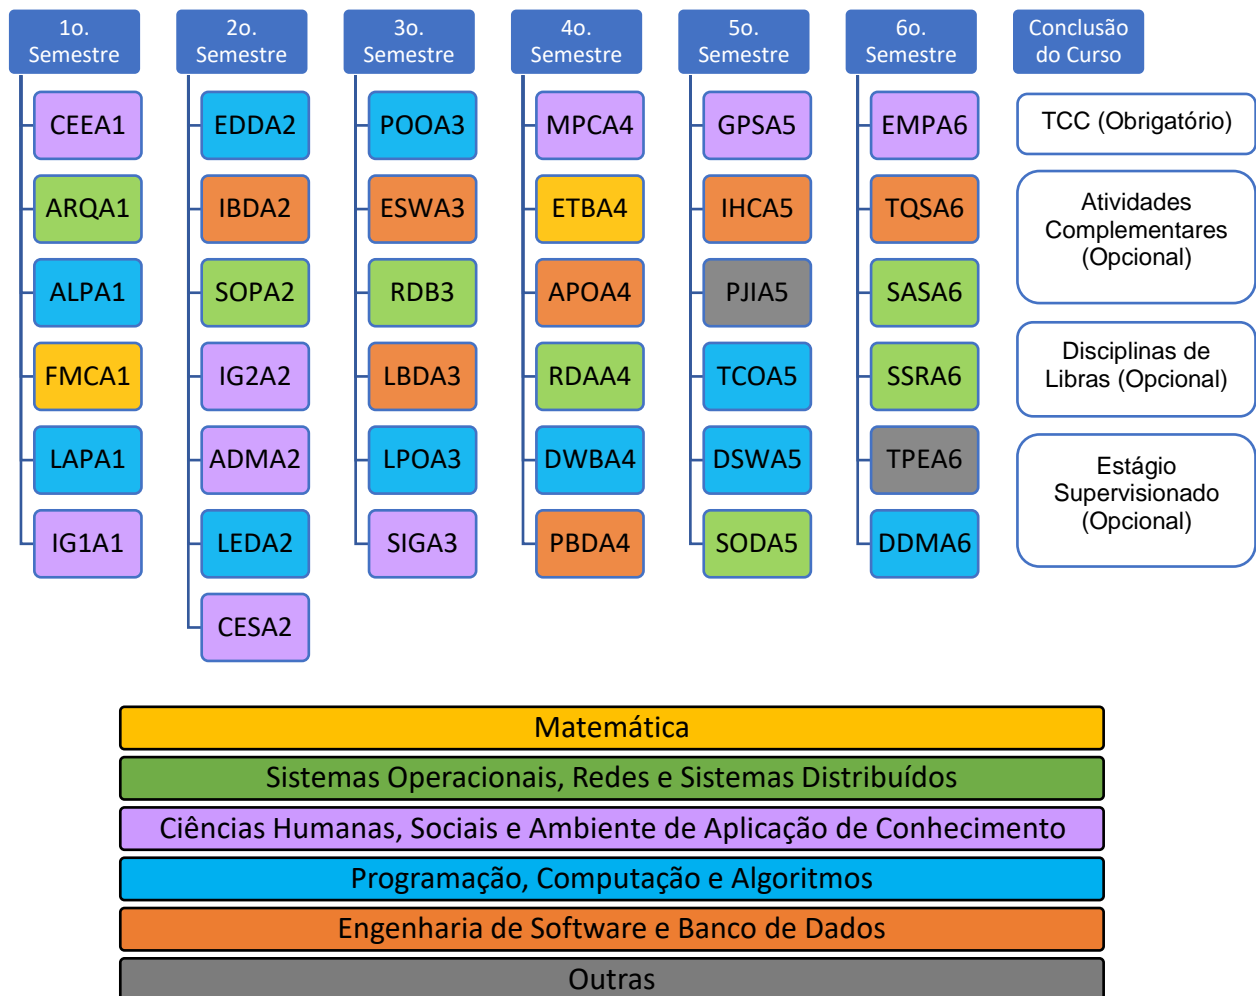 1o.
Semestre
2o.
Semestre
3o.
Semestre
4o.
Semestre
5o.
Semestre
6o.
Semestre
Conclusão
do Curso
CEEA1
EDDA2
POOA3
MPCA4
GPSA5
EMPA6
TCC (Obrigatório)
ARQA1
IBDA2
ESWA3
ETBA4
IHCA5
TQSA6
Atividades
Complementares
(Opcional)
ALPA1
SOPA2
RDB3
APOA4
PJIA5
SASA6
FMCA1
IG2A2
LBDA3
RDAA4
TCOA5
SSRA6
Disciplinas de
Libras (Opcional)
LAPA1
ADMA2
LPOA3
DWBA4
DSWA5
TPEA6
Estágio
Supervisionado
(Opcional)
IG1A1
LEDA2
SIGA3
PBDA4
SODA5
DDMA6
CESA2
Matemática
Sistemas Operacionais, Redes e Sistemas Distribuídos
Ciências Humanas, Sociais e Ambiente de Aplicação de Conhecimento
Programação, Computação e Algoritmos
Engenharia de Software e Banco de Dados
Outras